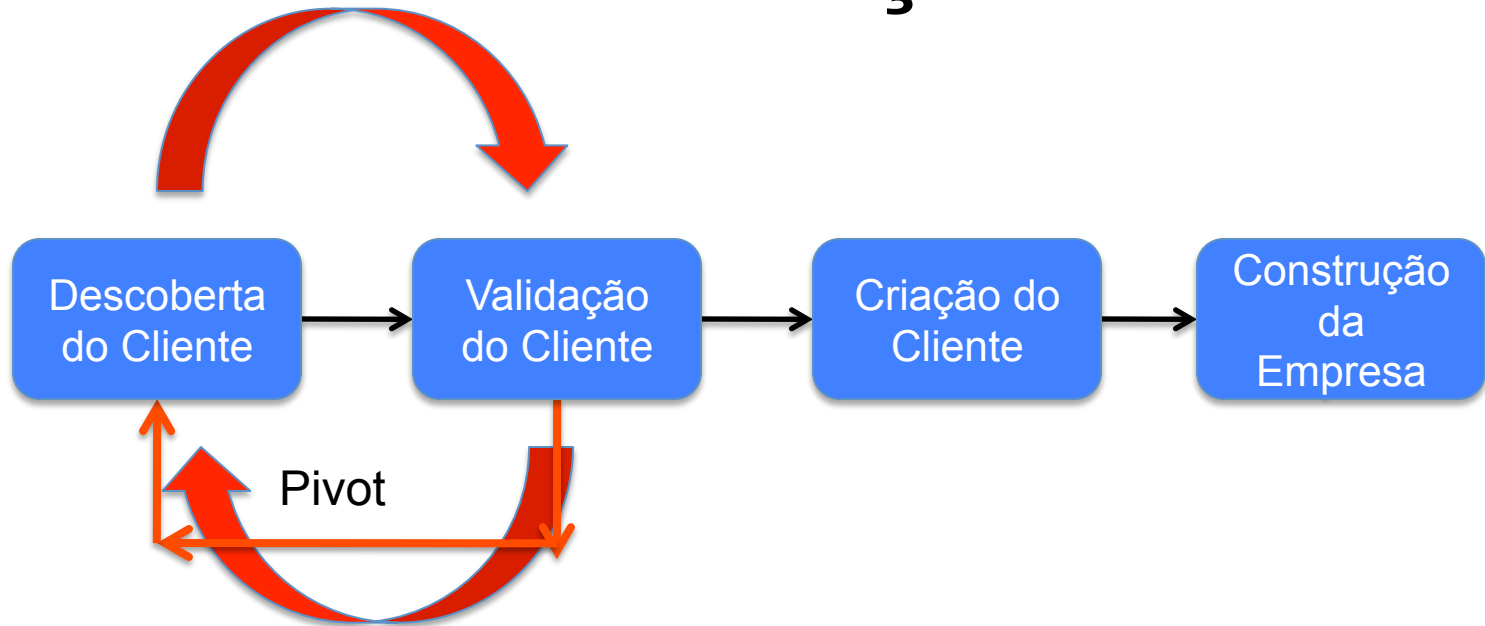 Descoberta
do Cliente
Validação
do Cliente
Criação do
Cliente
Construção
da
Empresa
Pivot